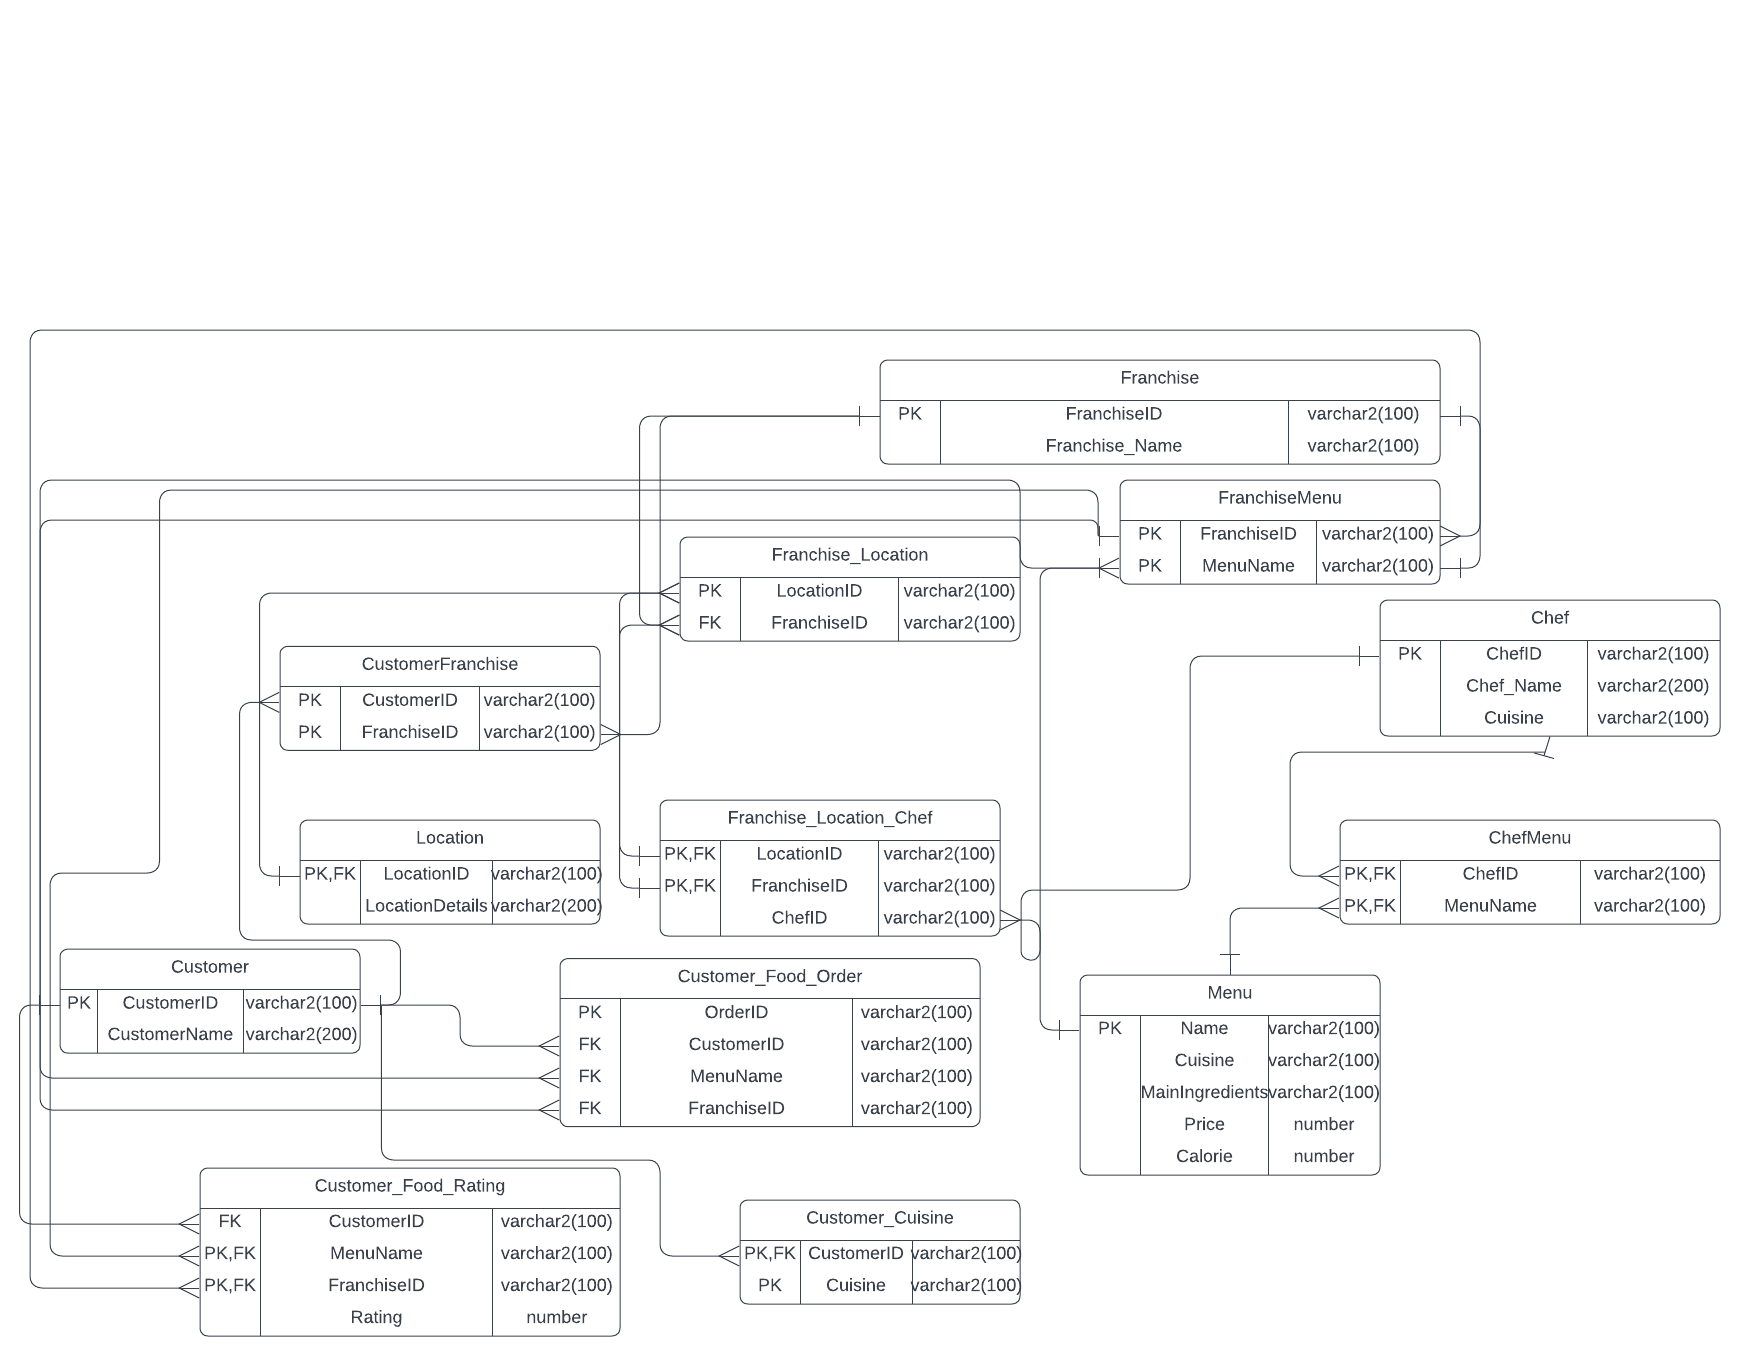 Franchise
PK FranchiseID varchar2(100)
Franchise_Name varchar2(100)
FranchiseMenu
PK FranchiseID varchar2(100)
PK MenuName varchar2(100)
Franchise_Location
PK LocationID varchar2(100)
FK FranchiseID varchar2(100)
Chef
PK ChefID varchar2(100)
Chef_Name varchar2(200)
Cuisine varchar2(100)
CustomerFranchise
PK CustomerID varchar2(100)
PK FranchiseID varchar2(100)
Location
PK,FK LocationID varchar2(100)
LocationDetails varchar2(200)
Franchise_Location_Chef
PK,FK LocationID varchar2(100)
PK,FK FranchiseID varchar2(100)
ChefID varchar2(100)
ChefMenu
PK,FK ChefID varchar2(100)
PK,FK MenuName varchar2(100)
Customer
PK CustomerID varchar2(100)
CustomerName varchar2(200)
Customer_Food_Order
PK OrderID varchar2(100)
FK CustomerID varchar2(100)
FK MenuName varchar2(100)
FK FranchiseID varchar2(100)
Menu
PK Name varchar2(100)
Cuisine varchar2(100)
MainIngredients varchar2(100)
Price number
Calorie number
Customer_Food_Rating
FK CustomerID varchar2(100)
PK,FK MenuName varchar2(100)
PK,FK FranchiseID varchar2(100)
Rating number
Customer_Cuisine
PK,FK CustomerID varchar2(100)
PK Cuisine varchar2(100)